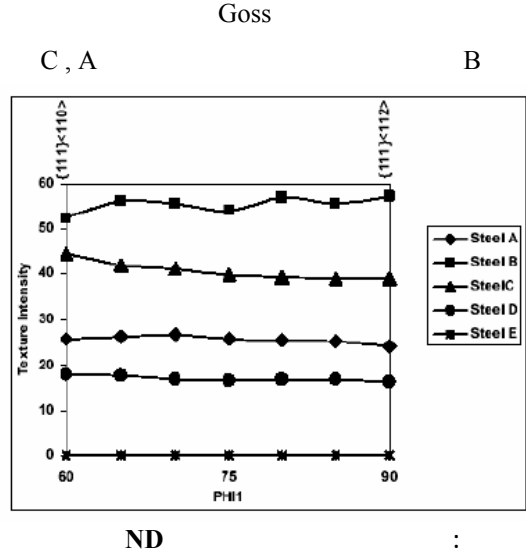 Goss
C , A B
{111}<110> {111}<112>
60
50
40
30
20
10
0
Texture Intensity
60 75 90
PHI1
Steel A
Steel B
SteelC
Steel D
Steel E
ND :